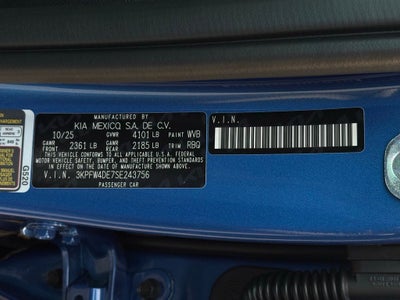 MANUFACTURED BY
KIA MEXICO, S.A. DE C.V.
10/25 GVWR 4101 LB PAINT WVB
GAWR FRONT 2361 LB GAWR REAR 2185 LB TRIM RBQ
THIS VEHICLE CONFORMS TO ALL APPLICABLE U.S. FEDERAL
MOTOR VEHICLE SAFETY, BUMPER, AND THEFT PREVENTION
STANDARDS IN EFFECT ON THE DATE OF MANUFACTURE SHOWN ABOVE.
V.I.N. 3KPFW4DE7SE243756
PASSENGER CAR
V.I.N.